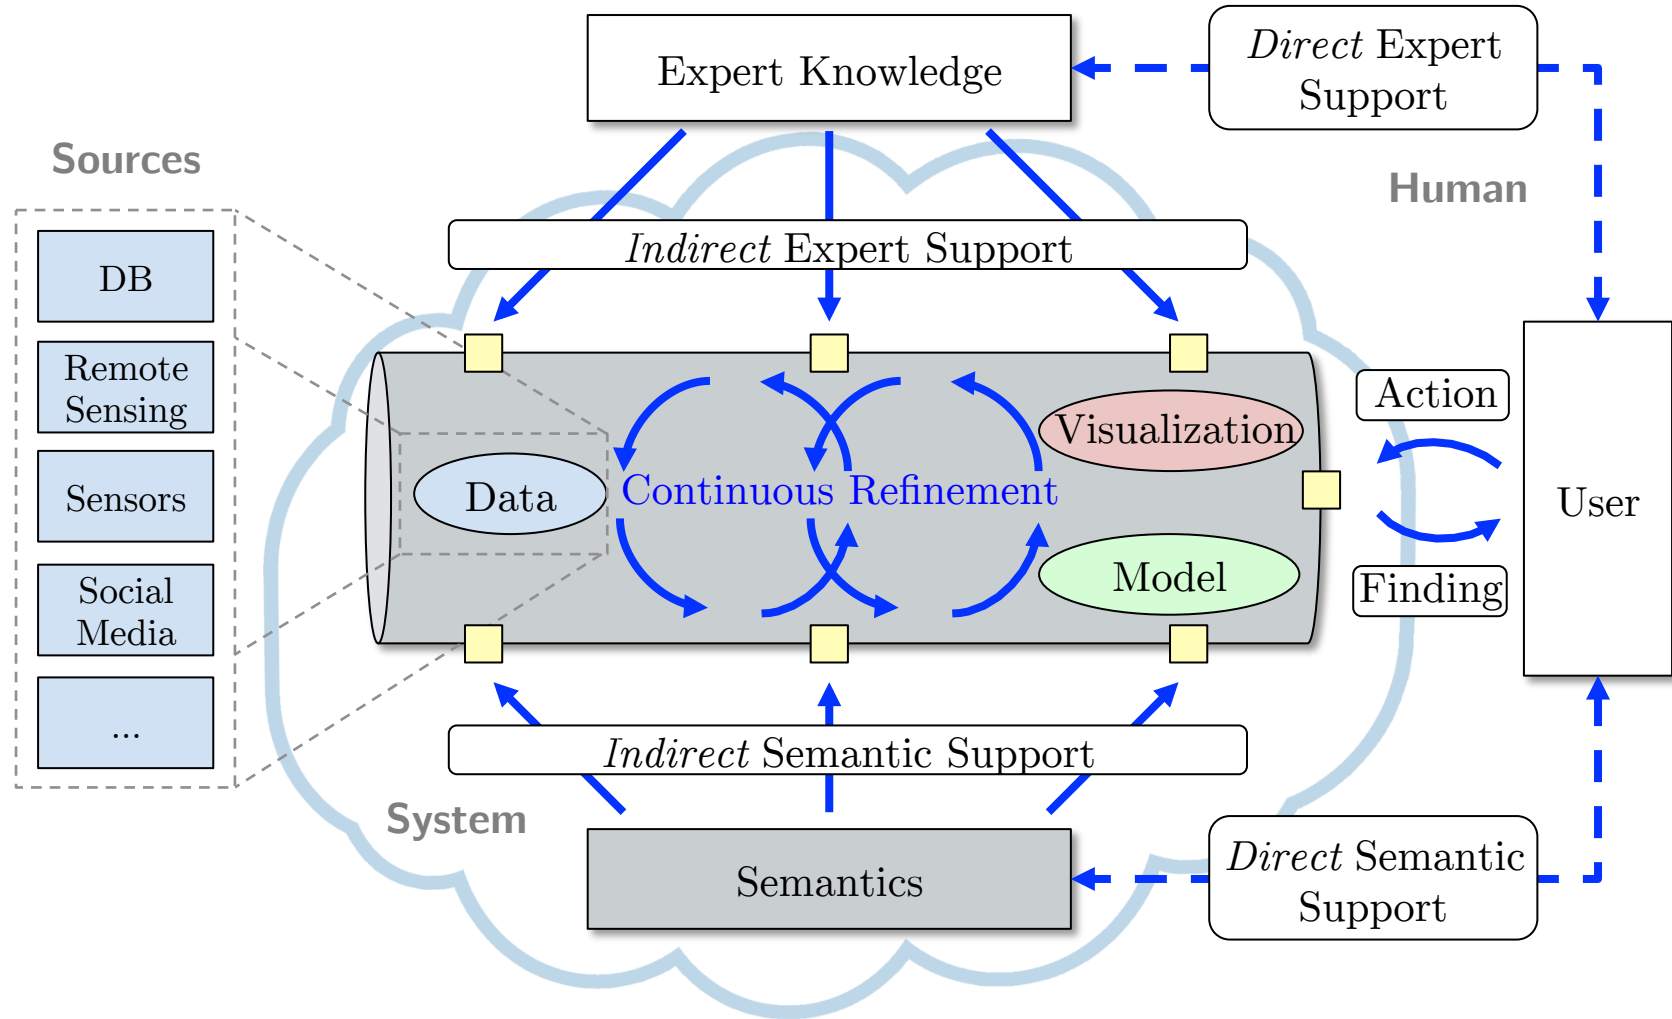 Expert Knowledge
Direct Expert
Support
Sources
Human
DB
Indirect Expert Support
Remote
Sensing
Action
Visualization
Sensors
Data
Continuous Refinement
User
Social
Media
Model
Finding
...
Indirect Semantic Support
System
Semantics
Direct Semantic
Support